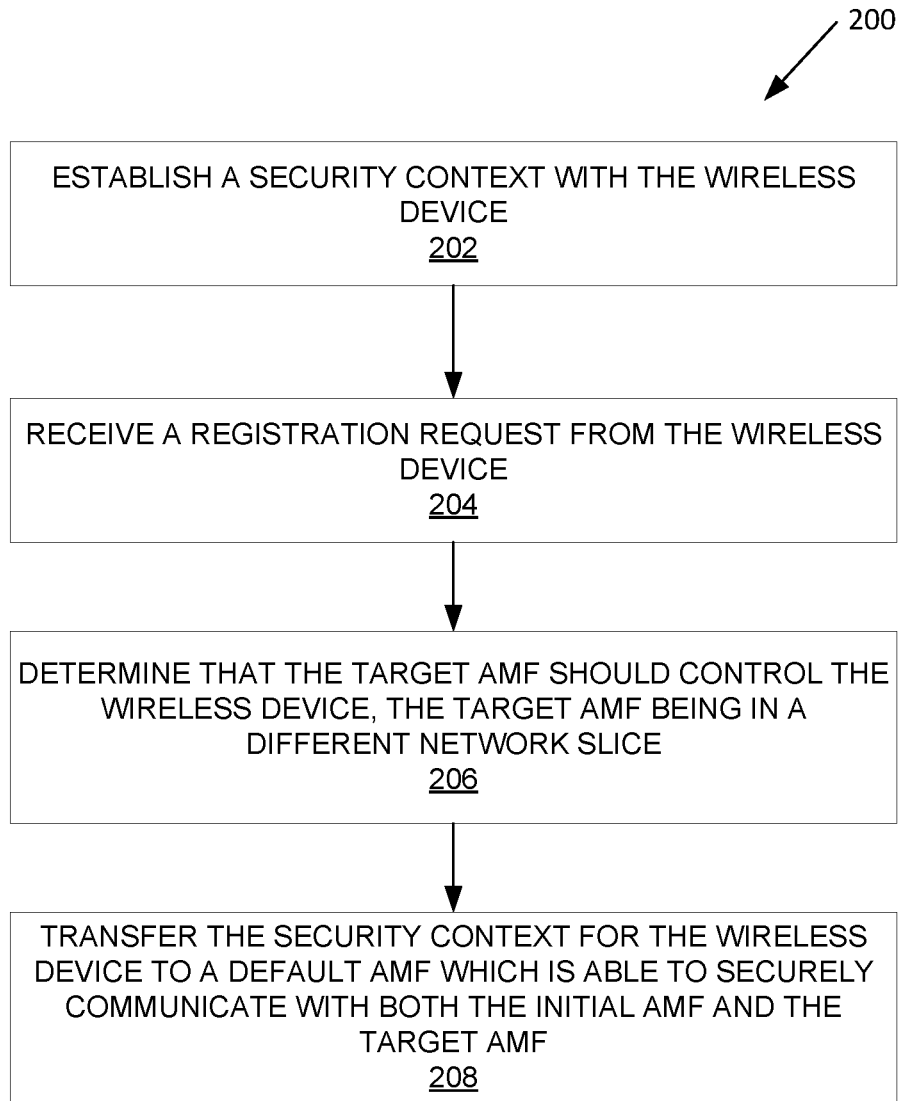 200
ESTABLISH A SECURITY CONTEXT WITH THE WIRELESS
DEVICE
202
RECEIVE A REGISTRATION REQUEST FROM THE WIRELESS
DEVICE
204
DETERMINE THAT THE TARGET AMF SHOULD CONTROL THE
WIRELESS DEVICE, THE TARGET AMF BEING IN A
DIFFERENT NETWORK SLICE
206
TRANSFER THE SECURITY CONTEXT FOR THE WIRELESS
DEVICE TO A DEFAULT AMF WHICH IS ABLE TO SECURELY
COMMUNICATE WITH BOTH THE INITIAL AMF AND THE
TARGET AMF
208